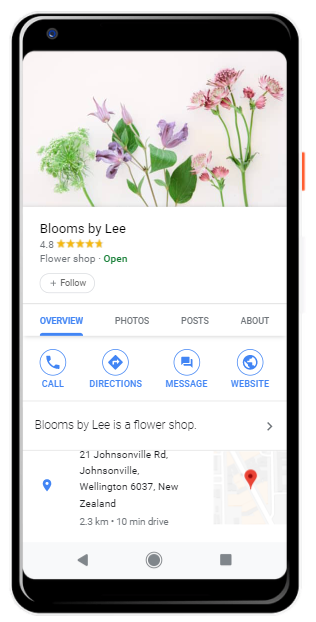 Blooms by Lee
4.8
Flower shop · Open
+ Follow
OVERVIEW PHOTOS POSTS ABOUT
CALL DIRECTIONS MESSAGE WEBSITE
Blooms by Lee is a flower shop.
21 Johnsonville Rd,
Johnsonville,
Wellington 6037, New
Zealand
2.3 km • 10 min drive